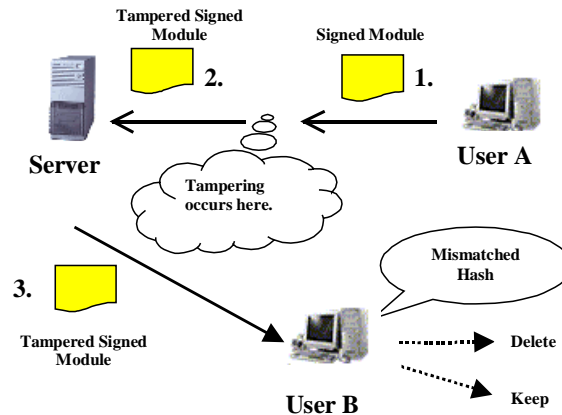 Tampered Signed
Module
2.
Signed Module
1.
Server
User A
Tampering
occurs here.
Mismatched
Hash
3.
Tampered Signed
Module
User B
Delete
Keep